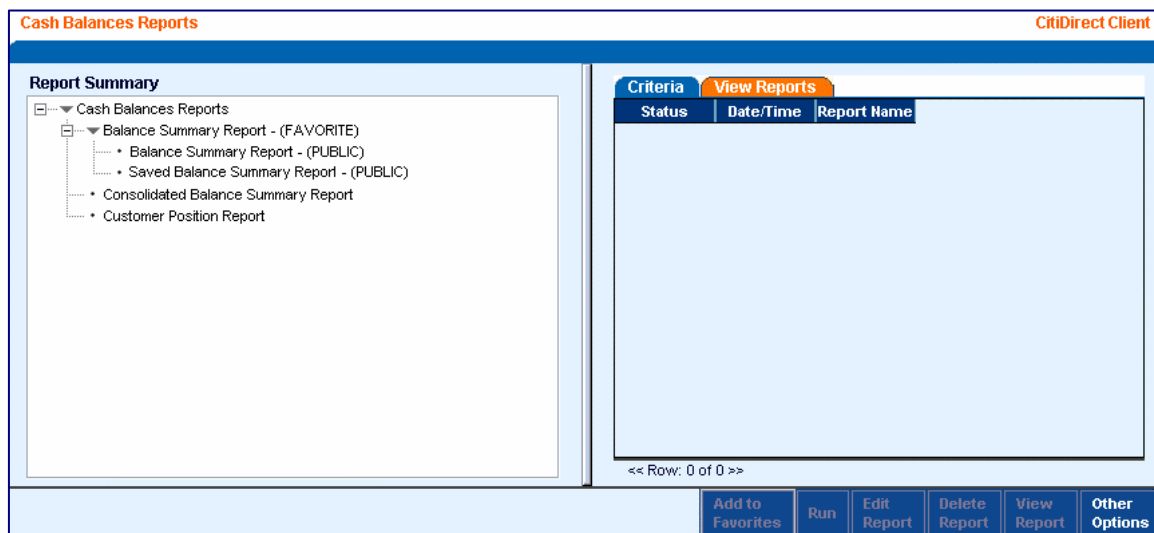 Cash Balances Reports
CitiDirect Client
Report Summary
Cash Balances Reports
Balance Summary Report - (FAVORITE)
Balance Summary Report - (PUBLIC)
Saved Balance Summary Report - (PUBLIC)
Consolidated Balance Summary Report
Customer Position Report
Criteria
View Reports
Status Date/Time Report Name
<< Row: 0 of 0 >>
Add to
Favorites
Run
Edit
Report
Delete
Report
View
Report
Other
Options